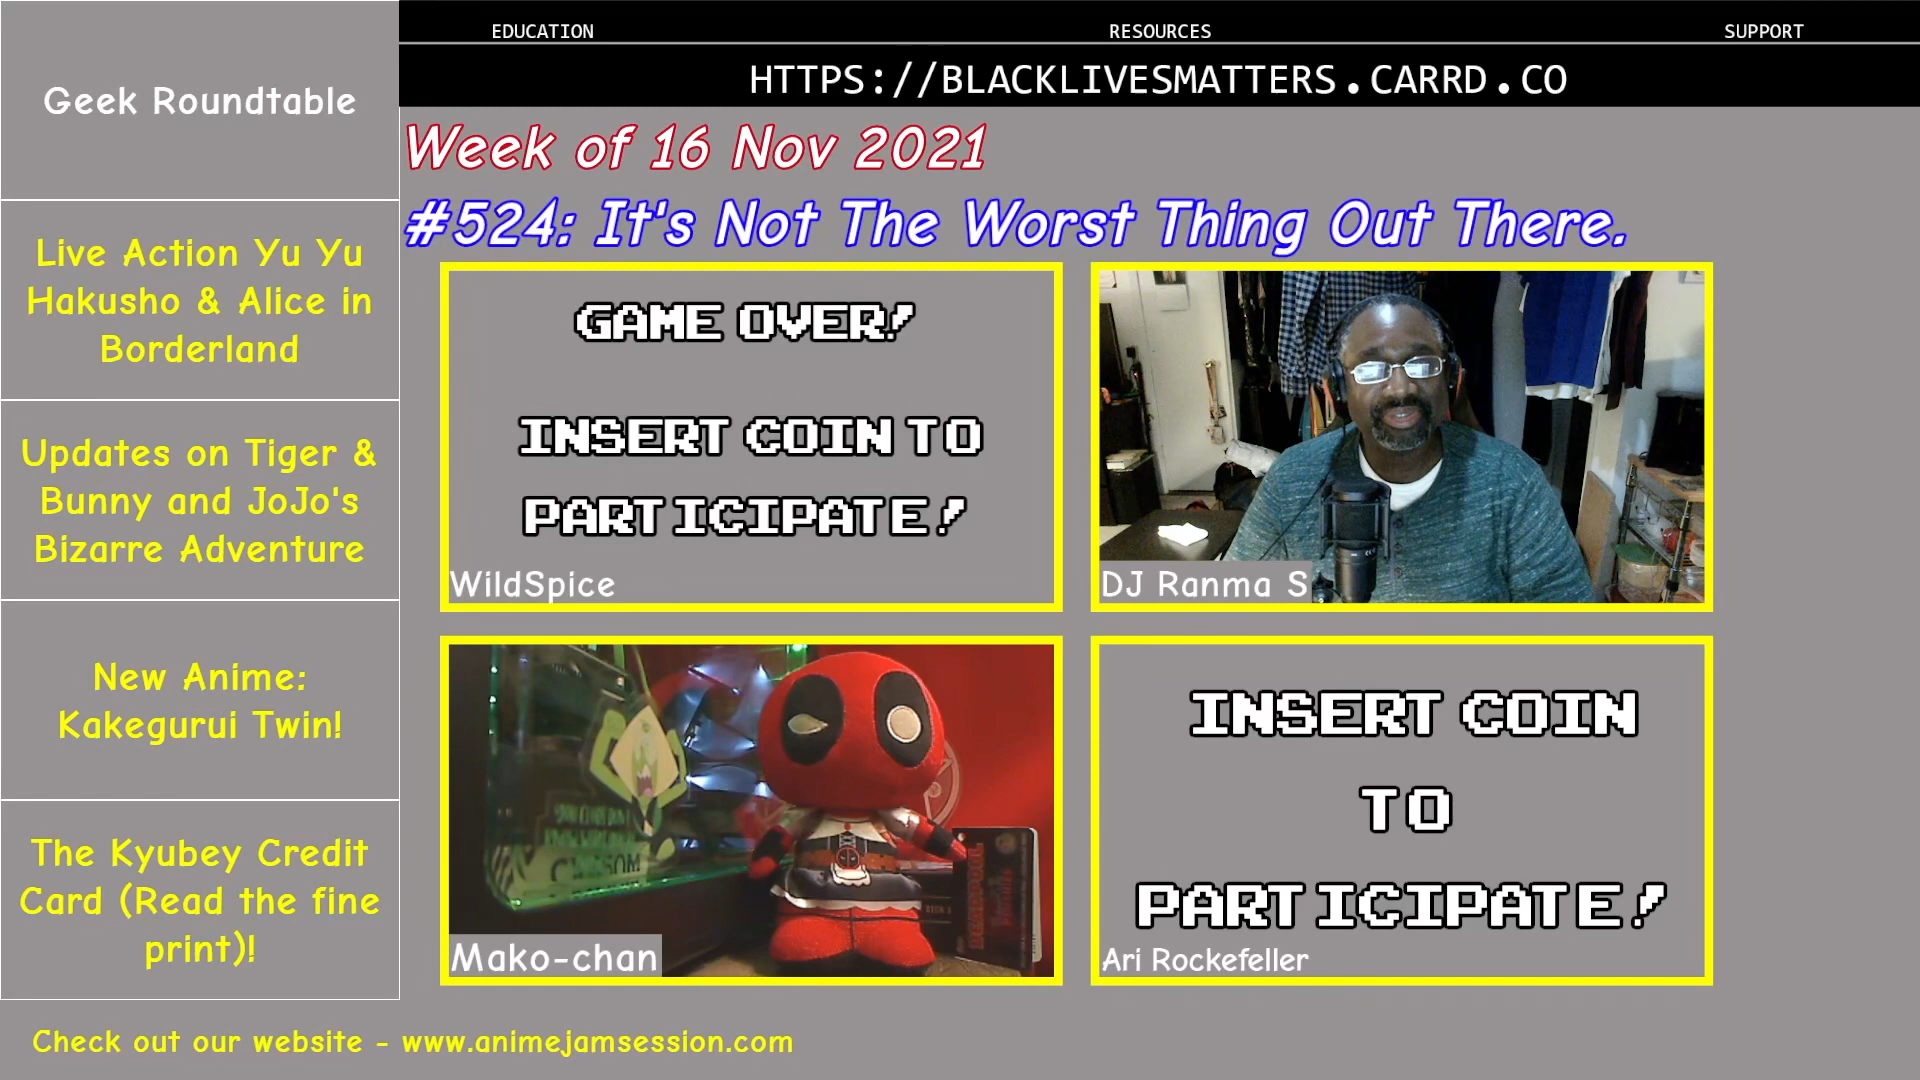 EDUCATION
RESOURCES
SUPPORT
HTTPS://BLACKLIVESMATTERS.CARRD.CO
Geek Roundtable
Live Action Yu Yu
Hakusho & Alice in
Borderland
Updates on Tiger &
Bunny and JoJo's
Bizarre Adventure
New Anime:
Kakegurui Twin!
The Kyubey Credit
Card (Read the fine
print)!
Week of 16 Nov 2021
#524: It's Not The Worst Thing Out There.
GAME OVER!
INSERT COIN TO
PARTICIPATE!
WildSpice
DJ Ranma S
DEADPOOL
Mako-chan
INSERT COIN
TO
PARTICIPATE!
Ari Rockefeller
Check out our website - www.animejamsession.com